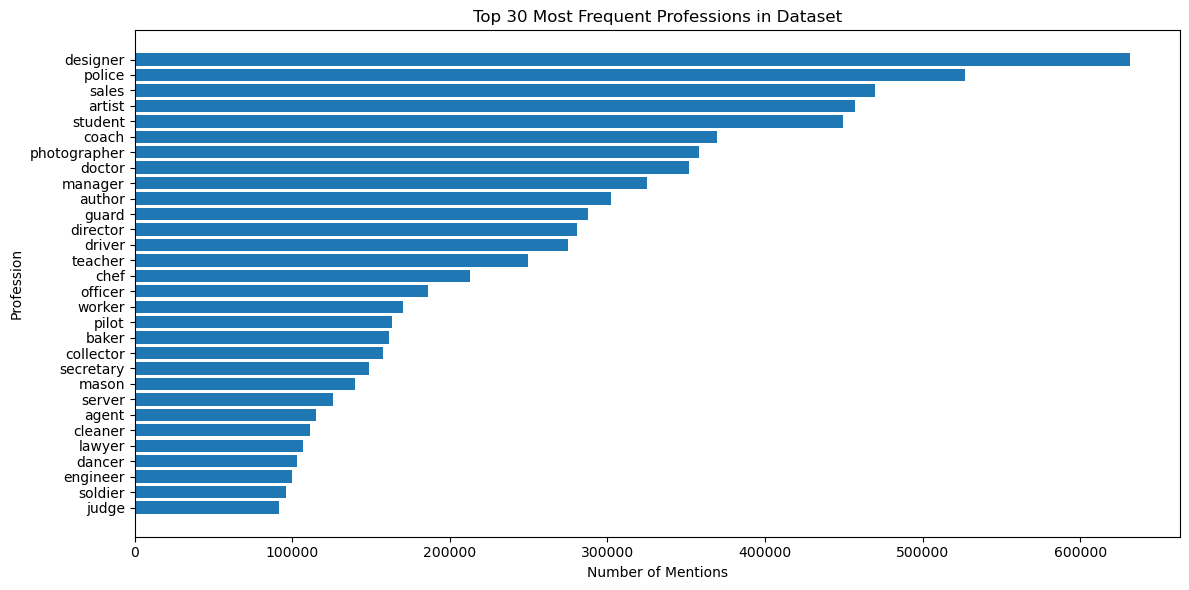 Top 30 Most Frequent Professions in Dataset
designer
police
sales
artist
student
coach
photographer
doctor
manager
author
guard
director
driver
teacher
chef
officer
worker
pilot
baker
collector
secretary
mason
server
agent
cleaner
lawyer
dancer
engineer
soldier
judge
Profession
0 100000 200000 300000 400000 500000 600000
Number of Mentions